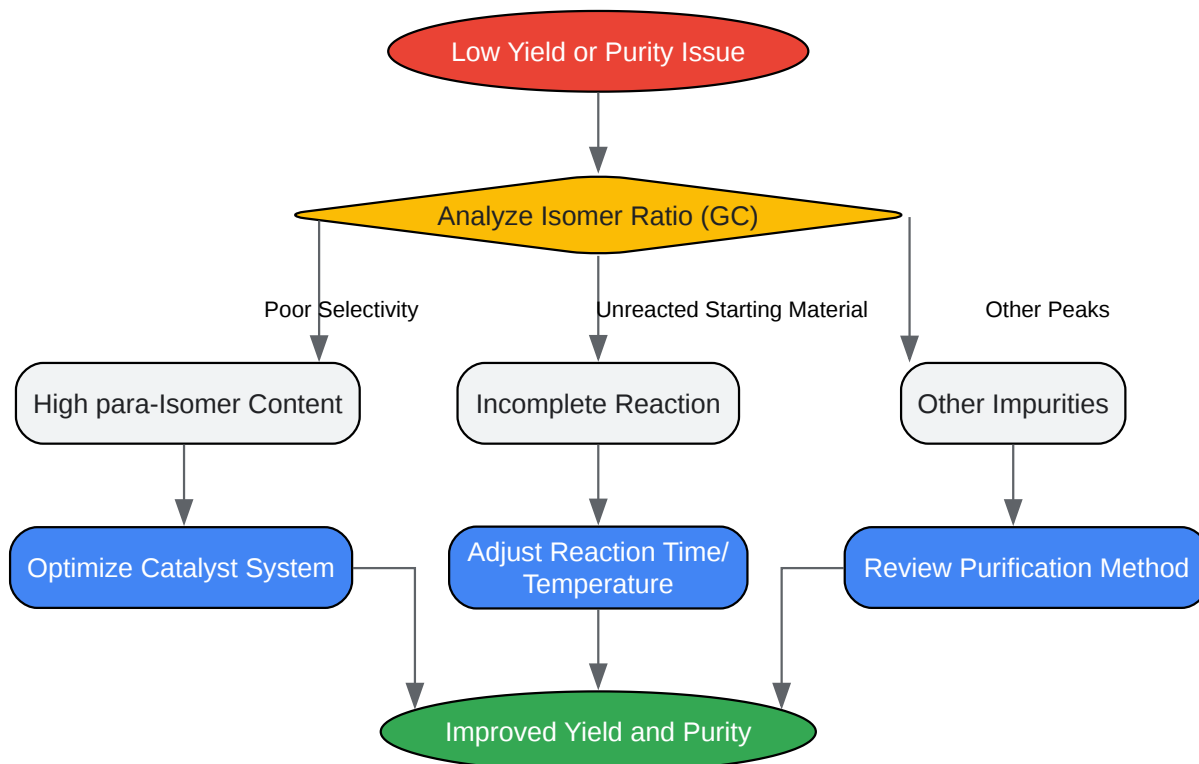 Low Yield or Purity Issue
Analyze Isomer Ratio (GC)
Poor Selectivity
Unreacted Starting Material
Other Peaks
High para-Isomer Content
Incomplete Reaction
Other Impurities
Optimize Catalyst System
Adjust Reaction Time/
Temperature
Review Purification Method
Improved Yield and Purity